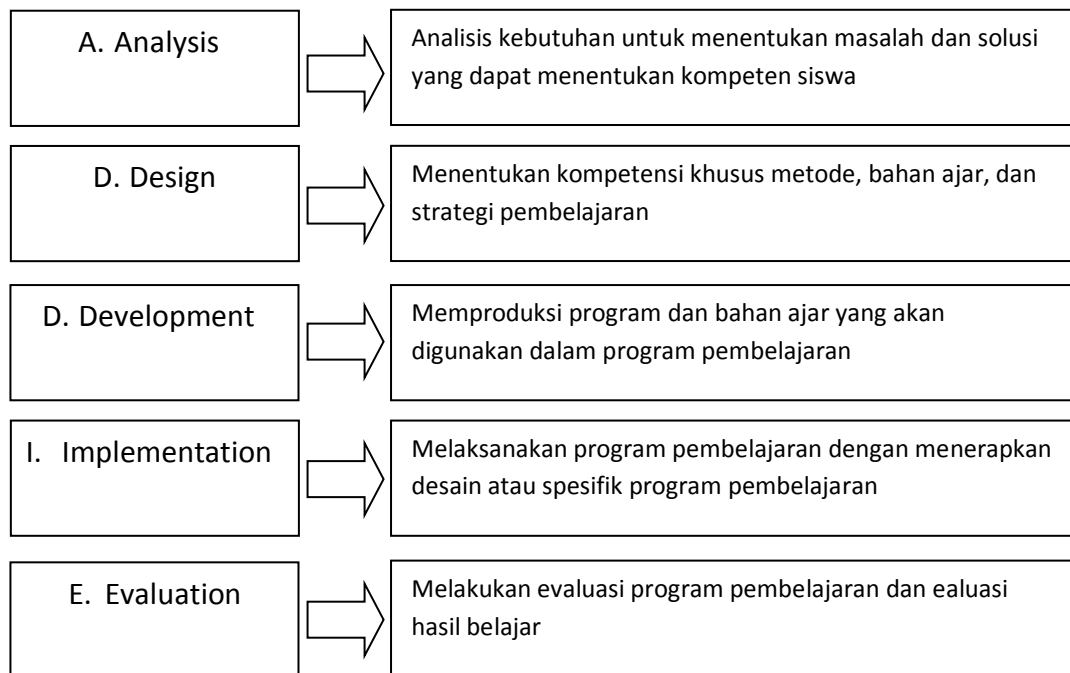 A. Analysis
Analisis kebutuhan untuk menentukan masalah dan solusi
yang dapat menentukan kompeten siswa
D. Design
Menentukan kompetensi khusus metode, bahan ajar, dan
strategi pembelajaran
D. Development
Memproduksi program dan bahan ajar yang akan
digunakan dalam program pembelajaran
I. Implementation
Melaksanakan program pembelajaran dengan menerapkan
desain atau spesifik program pembelajaran
E. Evaluation
Melakukan evaluasi program pembelajaran dan ealuasi
hasil belajar